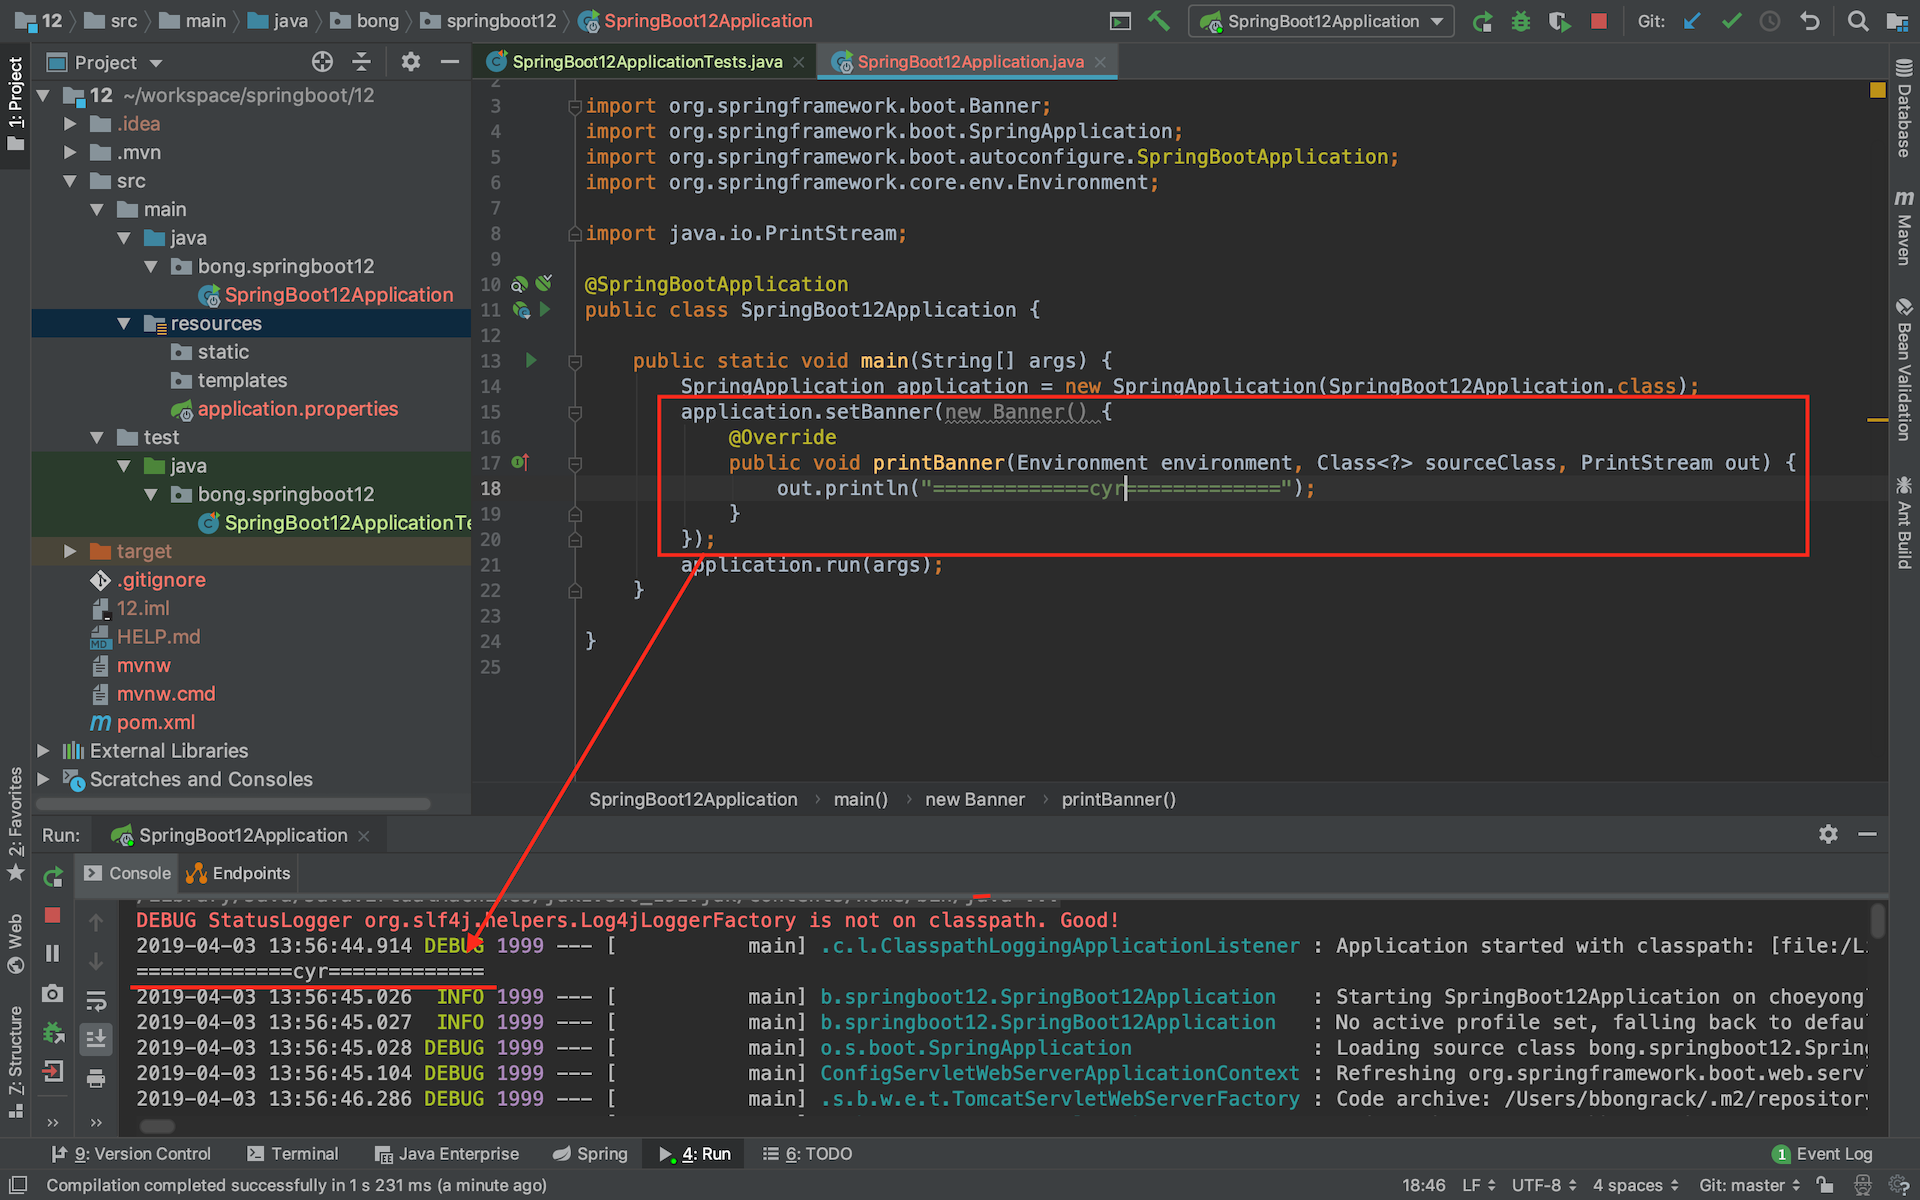 12 src main java bong springboot12 SpringBoot12Application
SpringBoot12Application Git:
1: Project
Project
12 ~/workspace/springboot/12
.idea
.mvn
src
main
java
bong.springboot12
SpringBoot12Application
resources
static
templates
application.properties
test
java
bong.springboot12
SpringBoot12ApplicationTe
target
.gitignore
12.iml
HELP.md
mvnw
mvnw.cmd
pom.xml
External Libraries
Scratches and Consoles
SpringBoot12ApplicationTests.java SpringBoot12Application.java
2
3 import org.springframework.boot.Banner;
4 import org.springframework.boot.SpringApplication;
5 import org.springframework.boot.autoconfigure.SpringBootApplication;
6 import org.springframework.core.env.Environment;
7
8 import java.io.PrintStream;
9
10 @SpringBootApplication
11 public class SpringBoot12Application {
12
13 public static void main(String[] args) {
14 SpringApplication application = new SpringApplication(SpringBoot12Application.class);
15 application.setBanner(new Banner() {
16 @Override
17 public void printBanner(Environment environment, Class<?> sourceClass, PrintStream out) {
18 out.println("=============cyr=============");
19 }
20 });
21 application.run(args);
22 }
23
24 }
25
SpringBoot12Application › main() › new Banner › printBanner()
Database
Maven
Bean Validation
Ant Build
2: Favorites
Web
Z: Structure
Run: SpringBoot12Application
Console Endpoints
DEBUG StatusLogger org.slf4j.helpers.Log4jLoggerFactory is not on classpath. Good!
2019-04-03 13:56:44.914 DEBUG 1999 --- [ main] .c.l.ClasspathLoggingApplicationListener : Application started with classpath: [file:/L
=============cyr=============
2019-04-03 13:56:45.026 INFO 1999 --- [ main] b.springboot12.SpringBoot12Application : Starting SpringBoot12Application on choeyong
2019-04-03 13:56:45.027 INFO 1999 --- [ main] b.springboot12.SpringBoot12Application : No active profile set, falling back to defau
2019-04-03 13:56:45.028 DEBUG 1999 --- [ main] o.s.boot.SpringApplication : Loading source class bong.springboot12.Spring
2019-04-03 13:56:45.104 DEBUG 1999 --- [ main] ConfigServletWebServerApplicationContext : Refreshing org.springframework.boot.web.serv
2019-04-03 13:56:46.286 DEBUG 1999 --- [ main] .s.b.w.e.t.TomcatServletWebServerFactory : Code archive: /Users/bbongrack/.m2/repository
9: Version Control Terminal Java Enterprise Spring 4: Run 6: TODO 1 Event Log
Compilation completed successfully in 1 s 231 ms (a minute ago) 18:46 LF UTF-8 4 spaces Git: master